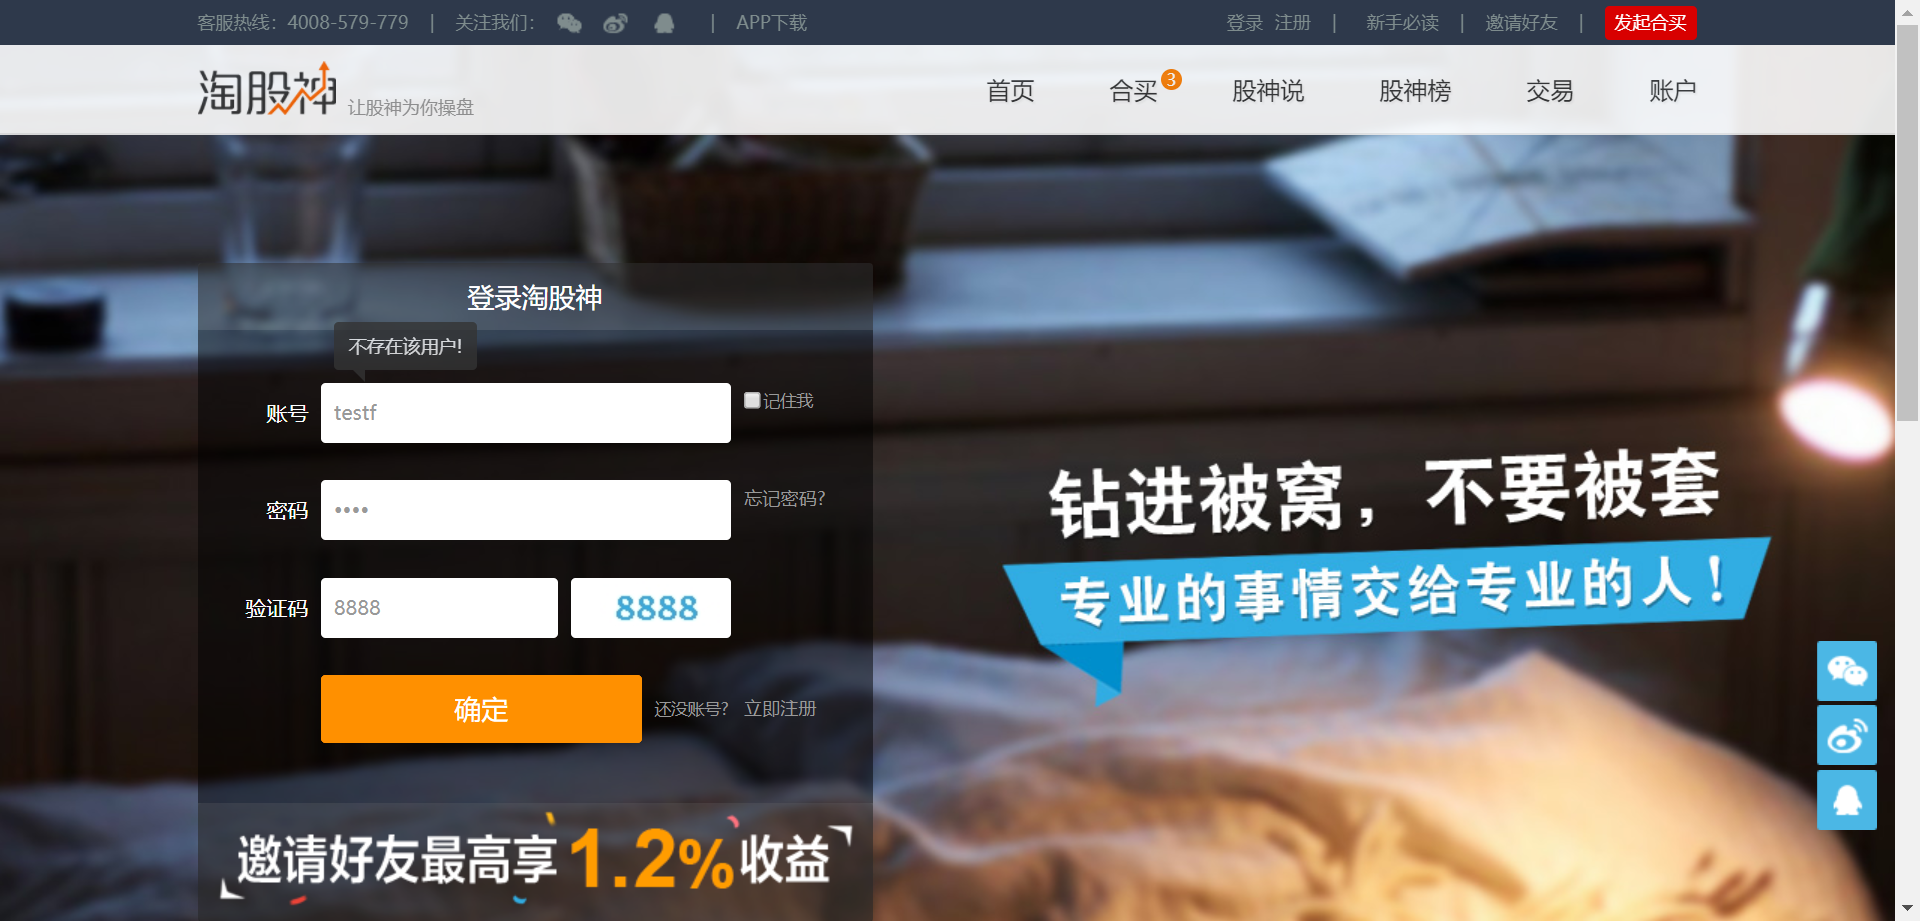 客服热线：4008-579-779 | 关注我们： | APP下载
登录 注册 | 新手必读 | 邀请好友 | 发起合买
淘股神 让股神为你操盘
首页 合买 3 股神说 股神榜 交易 账户
登录淘股神
不存在该用户!
账号 testf 记住我
密码 •••• 忘记密码?
验证码 8888 8888
确定 还没账号? 立即注册
邀请好友最高享1.2%收益
钻进被窝，不要被套
专业的事情交给专业的人！